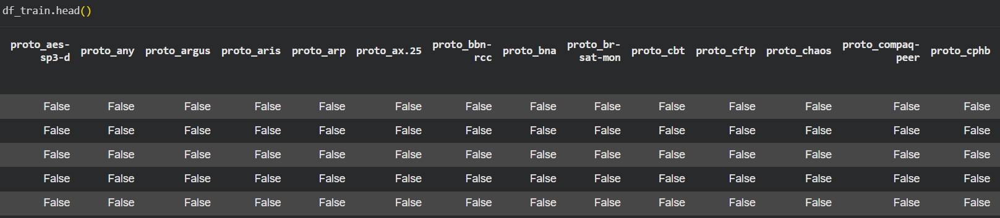 df_train.head()
proto_aes-sp3-d proto_any proto_argus proto_aris proto_arp proto_ax.25 proto_bbn-rcc proto_bna proto_br-sat-mon proto_cbt proto_cftp proto_chaos proto_compaq-peer proto_cphb
False False False False False False False False False False False False False False
False False False False False False False False False False False False False False
False False False False False False False False False False False False False False
False False False False False False False False False False False False False False
False False False False False False False False False False False False False False